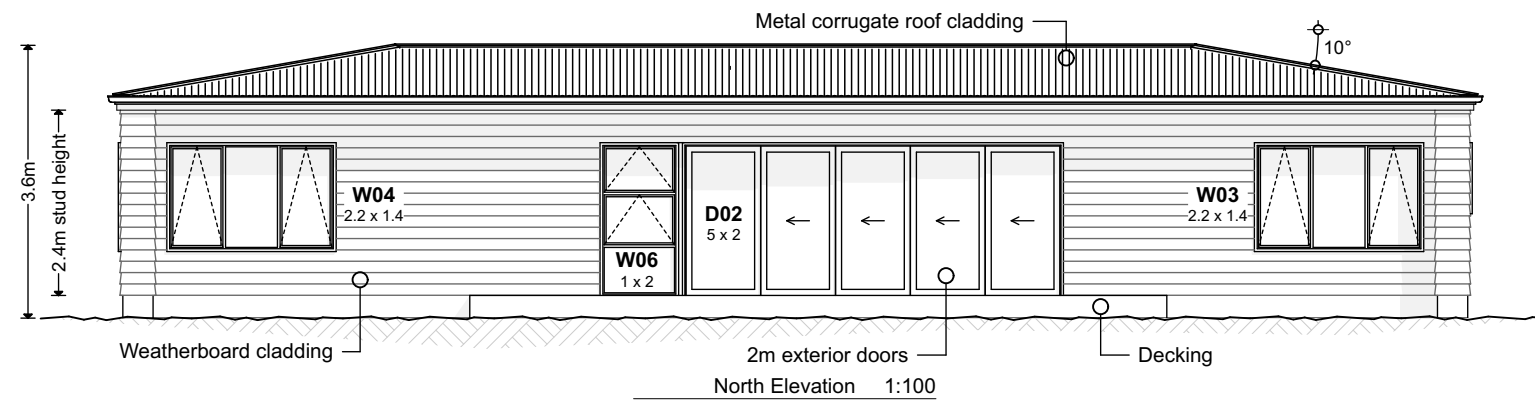 Metal corrugate roof cladding
10°
3.6m
2.4m stud height
W04
2.2 x 1.4
W06
1 x 2
D02
5 x 2
W03
2.2 x 1.4
Weatherboard cladding
2m exterior doors
Decking
North Elevation 1:100